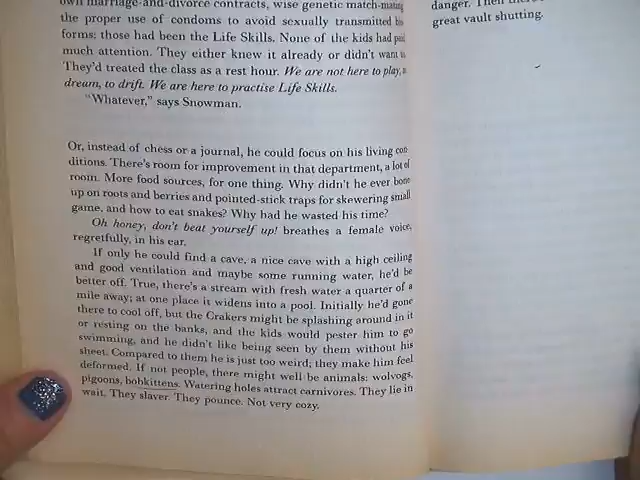 own marriage-and-divorce contracts, wise genetic match-mating
the proper use of condoms to avoid sexually transmitted bio
forms: those had been the Life Skills. None of the kids had paid
much attention. They either knew it already or didn't want to
They'd treated the class as a rest hour. We are not here to play, to
dream, to drift. We are here to practise Life Skills.
"Whatever," says Snowman.
Or, instead of chess or a journal, he could focus on his living con-
ditions. There's room for improvement in that department, a lot of
room. More food sources, for one thing. Why didn't he ever bone
up on roots and berries and pointed-stick traps for skewering small
game, and how to eat snakes? Why had he wasted his time?
Oh honey, don't beat yourself up! breathes a female voice,
regretfully, in his ear.
If only he could find a cave, a nice cave with a high ceiling
and good ventilation and maybe some running water, he'd be
better off. True, there's a stream with fresh water a quarter of a
mile away; at one place it widens into a pool. Initially he'd gone
there to cool off, but the Crakers might be splashing around in it
or resting on the banks, and the kids would pester him to go
swimming, and he didn't like being seen by them without his
sheet. Compared to them he is just too weird; they make him feel
deformed. If not people, there might well be animals: wolvogs,
pigoons, bobkittens. Watering holes attract carnivores. They lie in
wait. They slaver. They pounce. Not very cozy.
danger. Then there
great vault shutting.